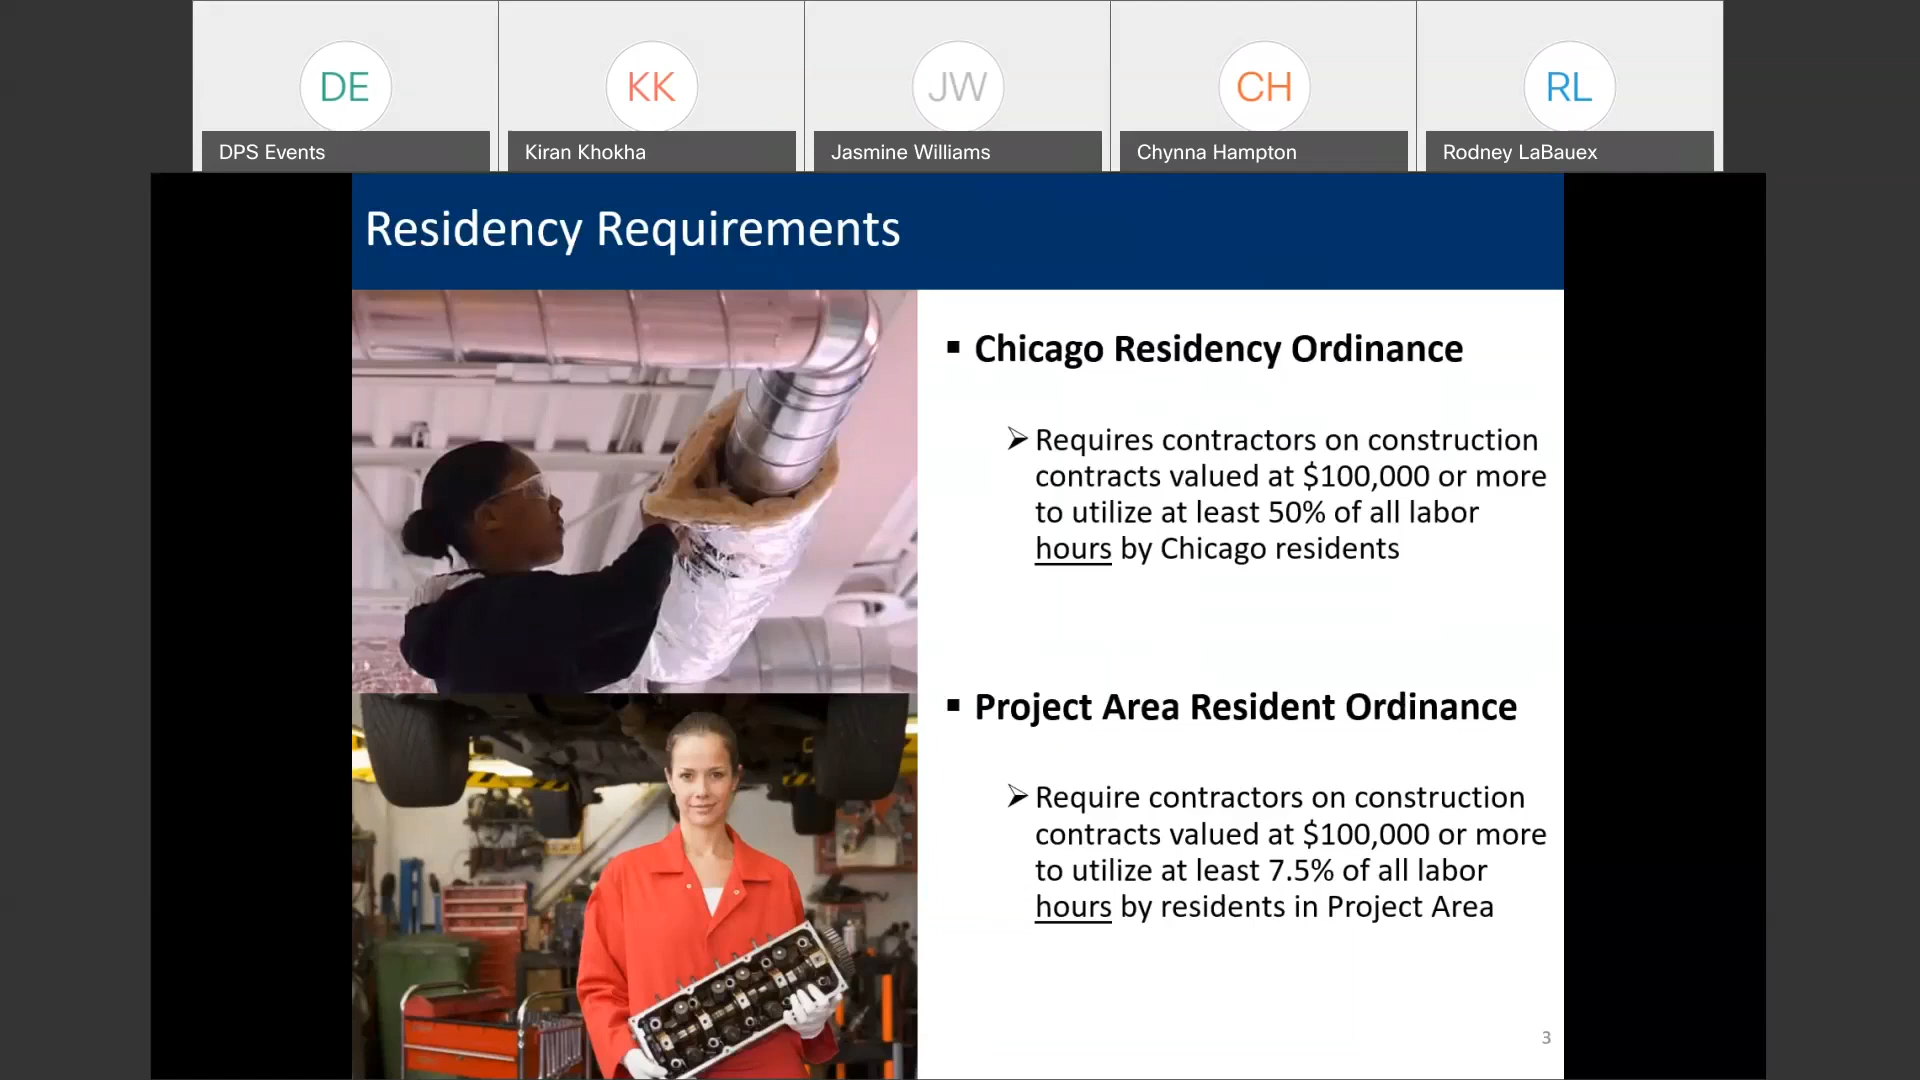 DE
KK
JW
CH
RL
DPS Events
Kiran Khokha
Jasmine Williams
Chynna Hampton
Rodney LaBauex
Residency Requirements
▪ Chicago Residency Ordinance
➢ Requires contractors on construction
contracts valued at $100,000 or more
to utilize at least 50% of all labor
hours by Chicago residents
▪ Project Area Resident Ordinance
➢ Require contractors on construction
contracts valued at $100,000 or more
to utilize at least 7.5% of all labor
hours by residents in Project Area
3